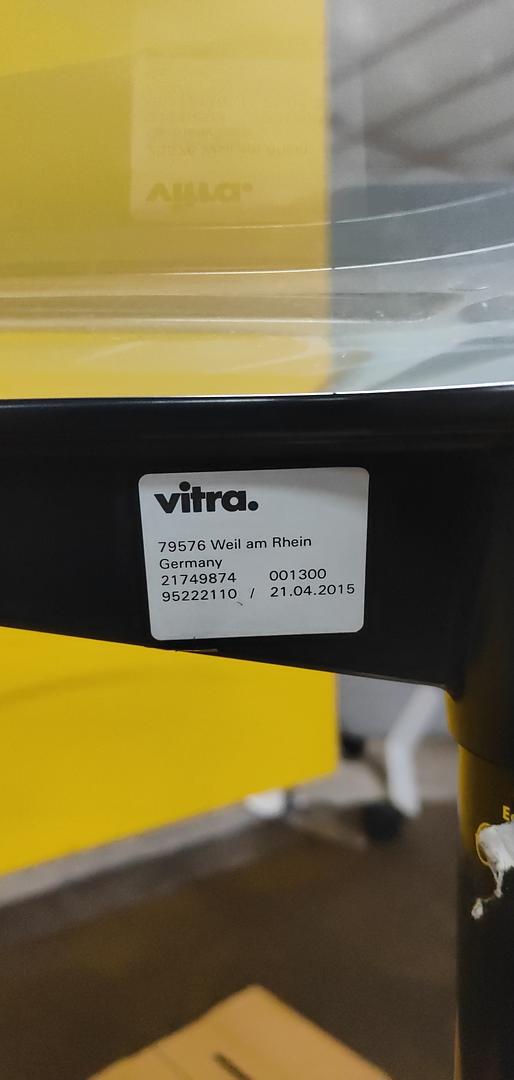 vitra.
79576 Weil am Rhein
Germany
21749874 001300
95222110 / 21.04.2015